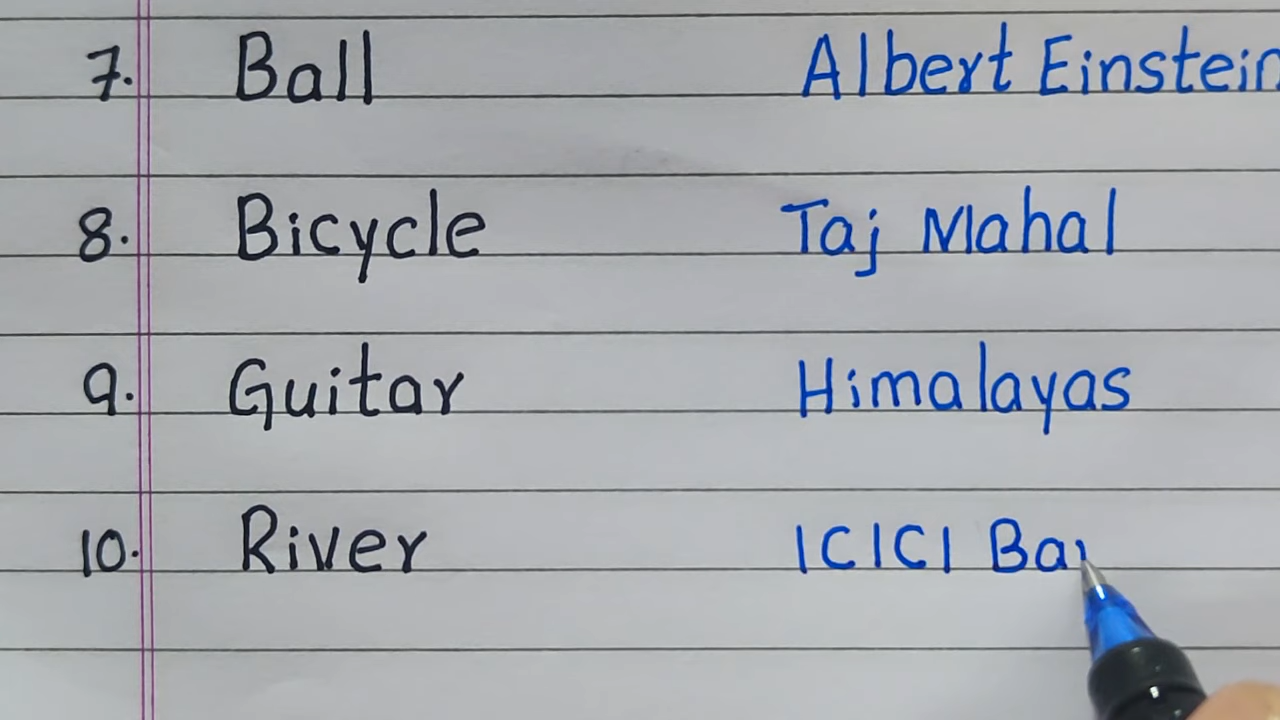 7. Ball Albert Einstein
8. Bicycle Taj Mahal
9. Guitar Himalayas
10. River ICICI